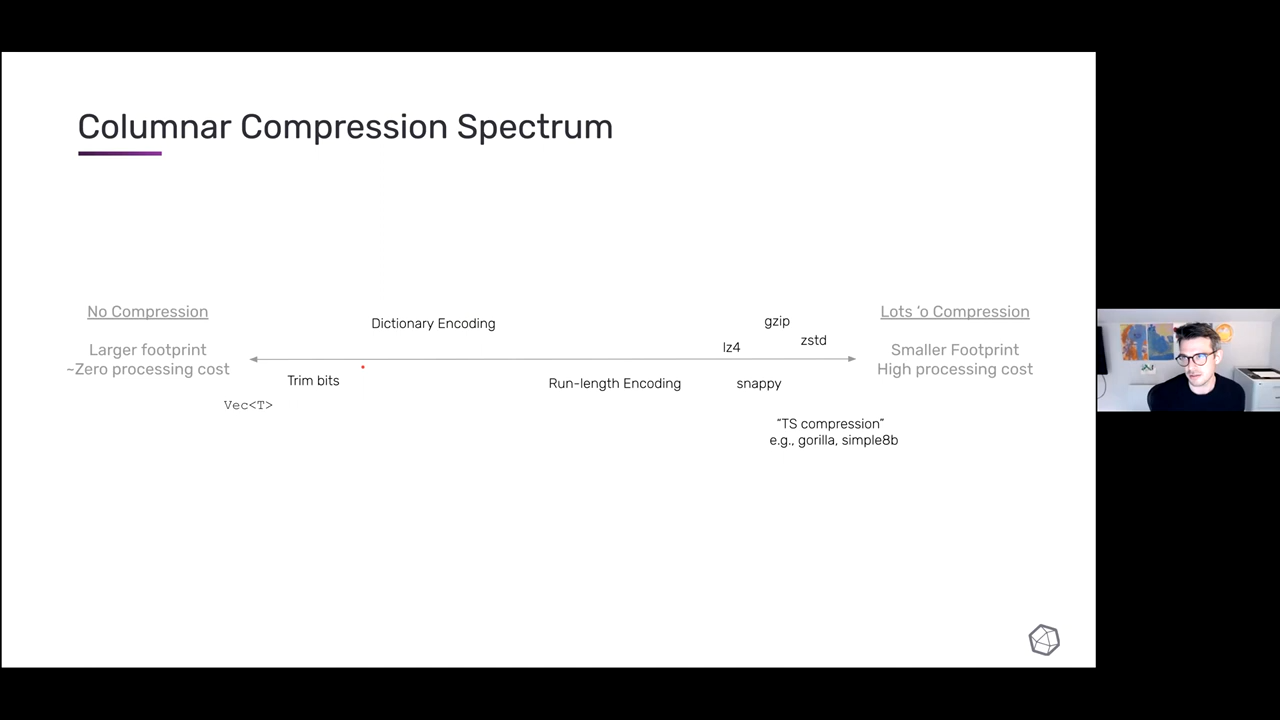 Columnar Compression Spectrum
No Compression
Larger footprint
~Zero processing cost
Dictionary Encoding
Trim bits
Vec<T>
Run-length Encoding
lz4
gzip
zstd
snappy
“TS compression”
e.g., gorilla, simple8b
Lots ‘o Compression
Smaller Footprint
High processing cost